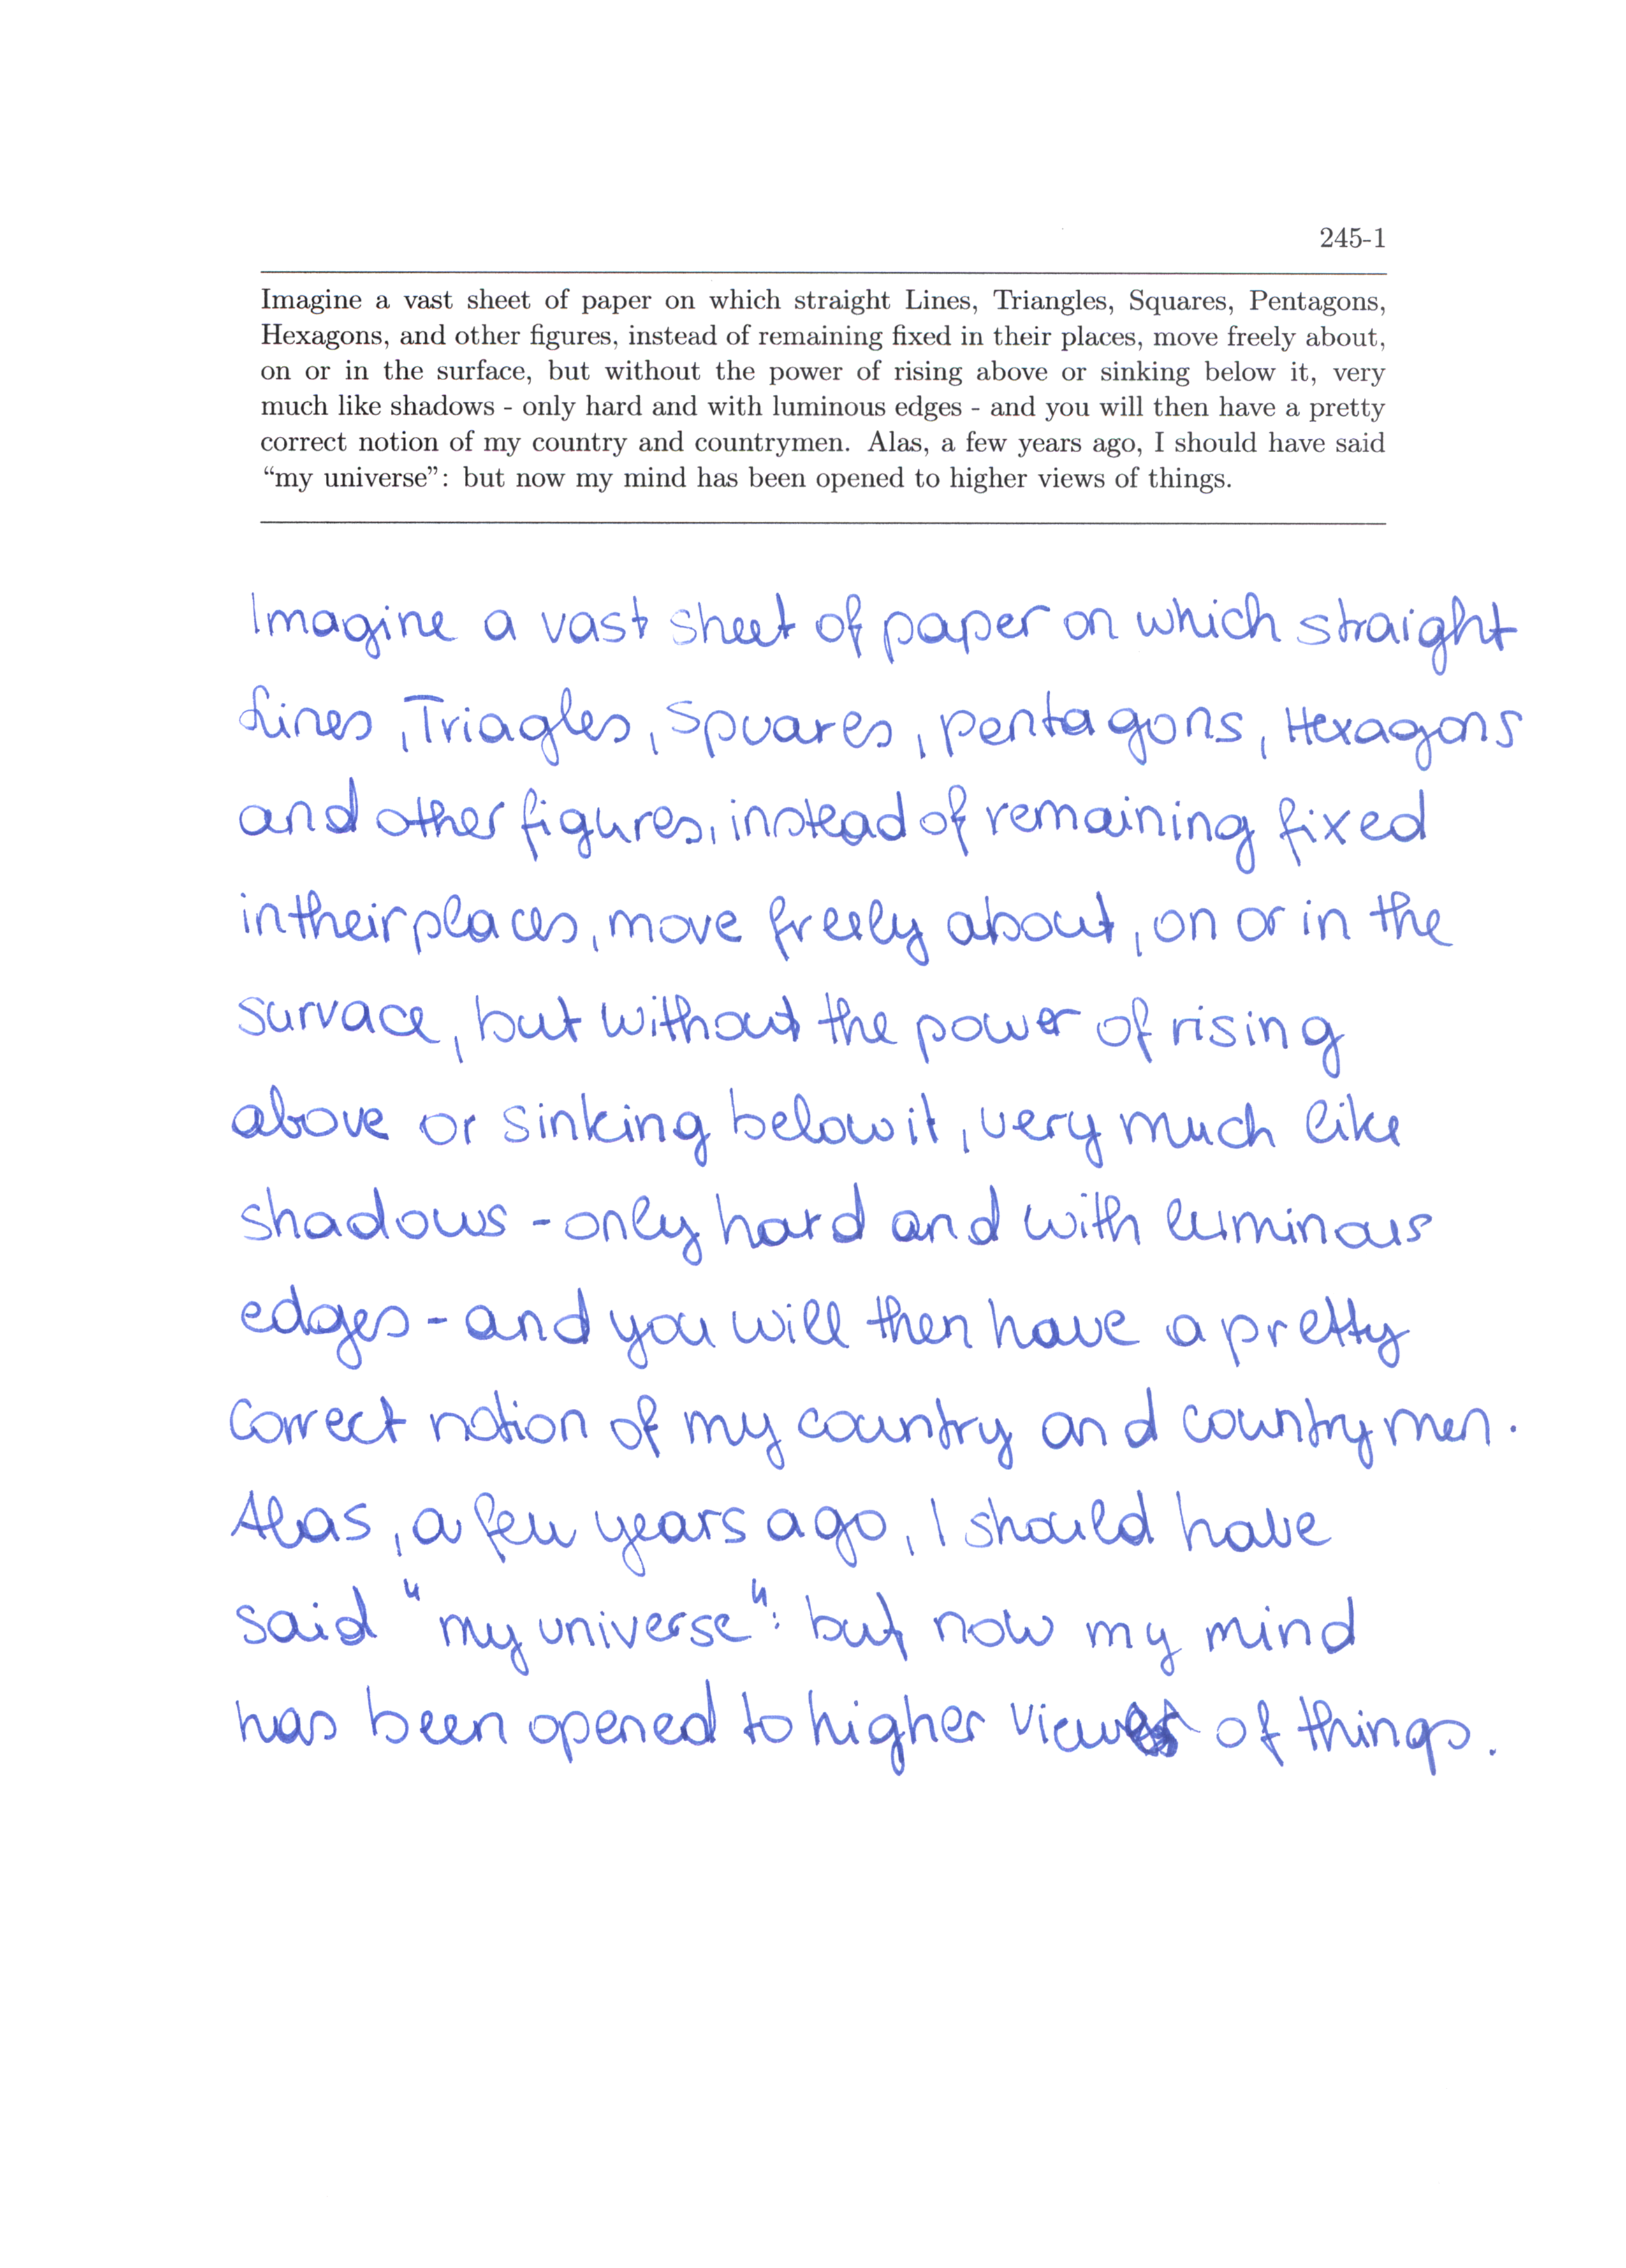 245-1
Imagine a vast sheet of paper on which straight Lines, Triangles, Squares, Pentagons,
Hexagons, and other figures, instead of remaining fixed in their places, move freely about,
on or in the surface, but without the power of rising above or sinking below it, very
much like shadows - only hard and with luminous edges - and you will then have a pretty
correct notion of my country and countrymen. Alas, a few years ago, I should have said
“my universe”: but now my mind has been opened to higher views of things.
Imagine a vast sheet of paper on which straight
Lines, Triagles, Spuares, pentagons, Hexagons
and other figures, instead of remaining fixed
in their places, move freely about, on or in the
survace, but without the power of rising
above or sinking below it, very much like
shadows - only hard and with luminous
edges - and you will then have a pretty
correct notion of my country and countrymen.
Alas, a few years ago, I should have
said "my universe": but now my mind
has been opened to higher views of things.